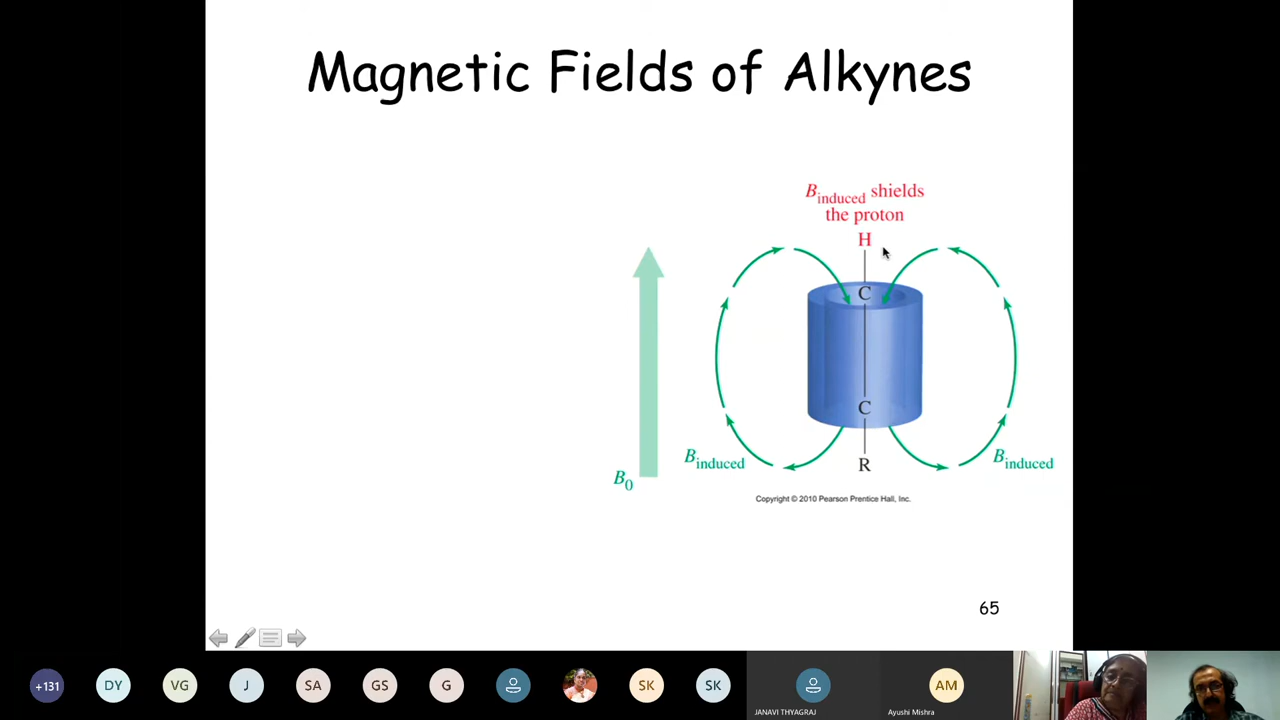 Magnetic Fields of Alkynes
Binduced shields
the proton
H
C
C
R
Binduced
Binduced
B0
Copyright © 2010 Pearson Prentice Hall, Inc.
65
+131
DY
VG
J
SA
GS
G
SK
SK
JANAVI THYAGRAJ
AM
Ayushi Mishra